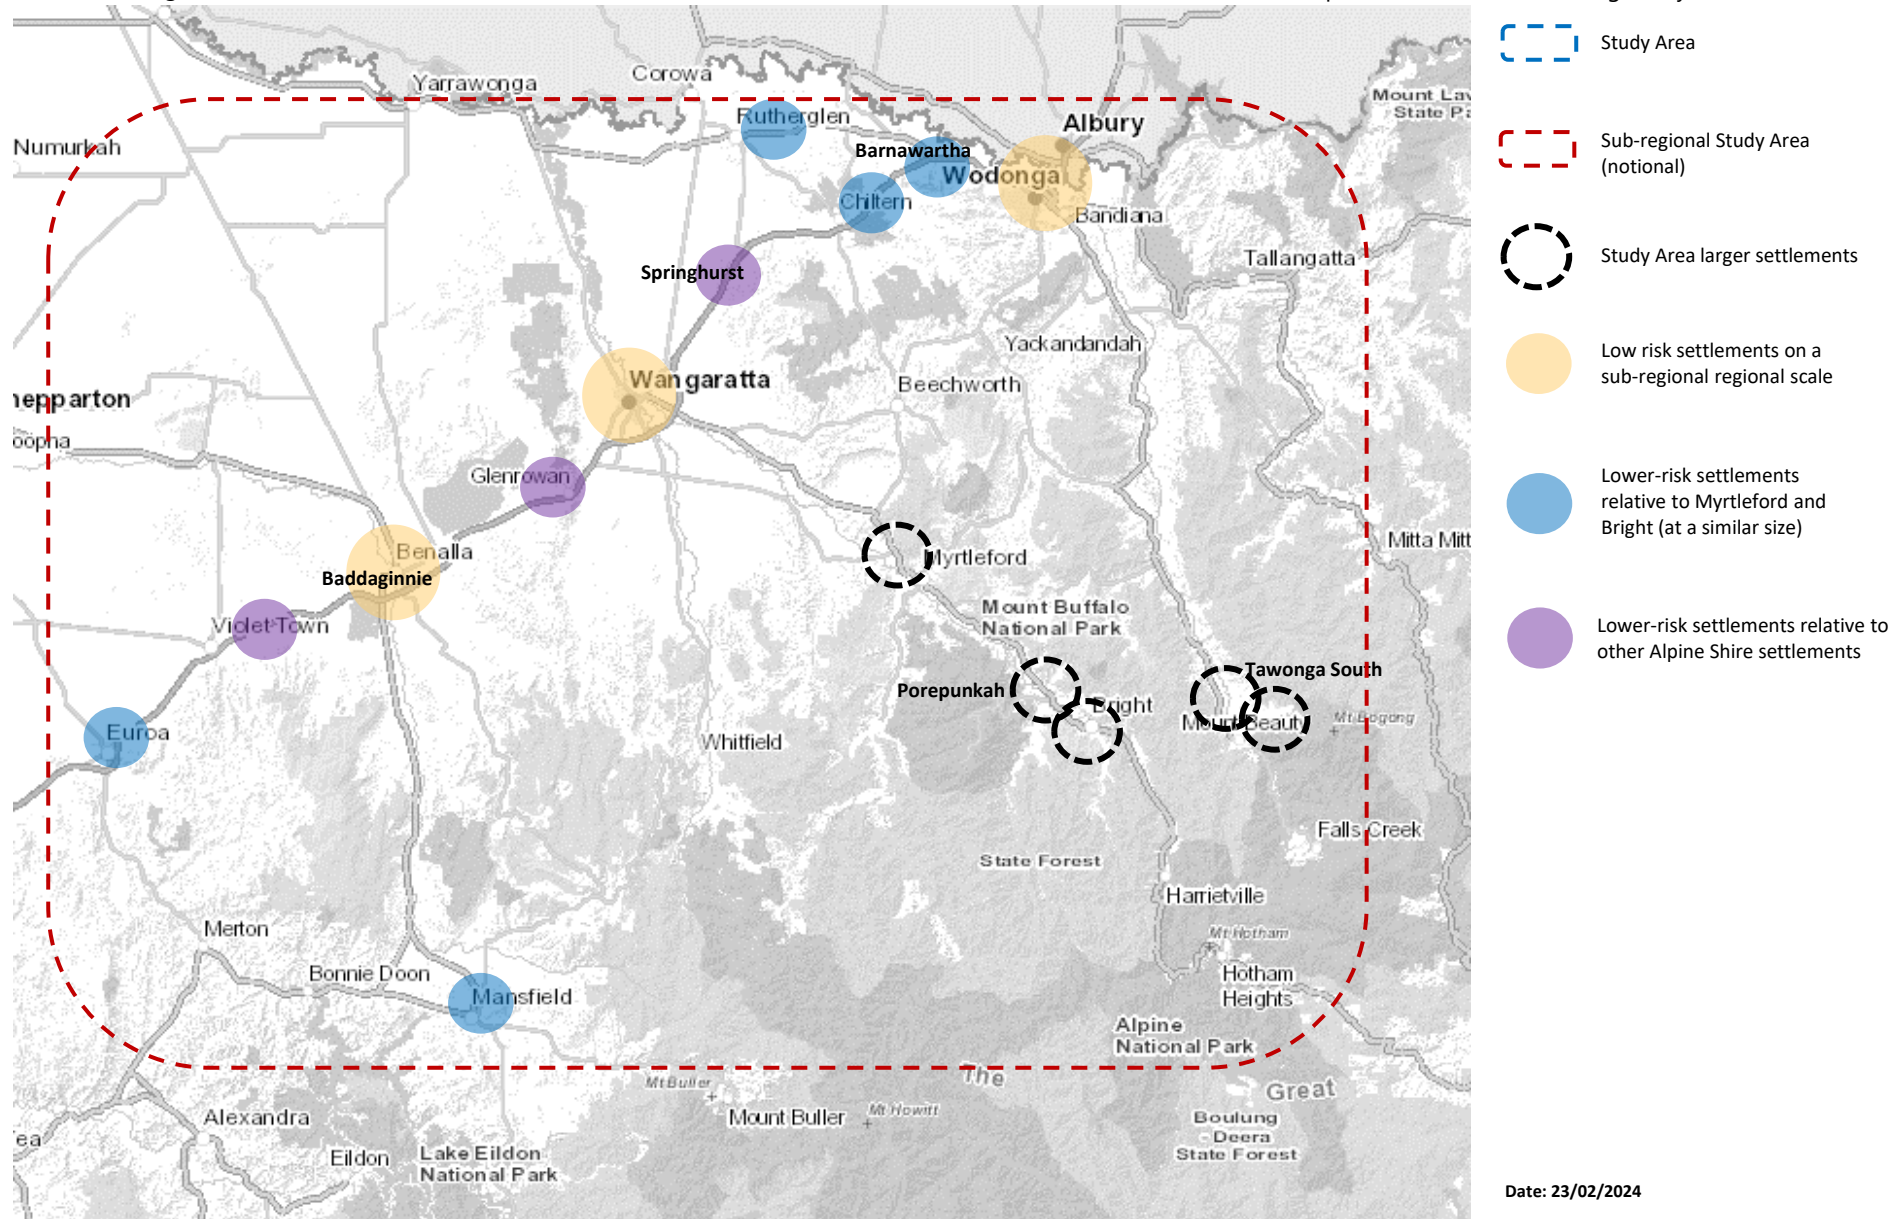 Yarrawonga
Corowa
Mount Lav
State Pa
Numurkah
Rutherglen
Albury
Barnawartha
Wodonga
Chiltern
Bandiana
Tallangatta
Springhurst
Yackandandah
Wangaratta
Beechworth
hepparton
oopna
Glenrowan
Benalla
Baddaginnie
Myrtleford
Mitta Mitt
Violet Town
Mount Buffalo
National Park
Tawonga South
Porepunkah
Bright
Mount Beauty
Mt Bogong
Euroa
Whitfield
Falls Creek
State Forest
Harrietville
Merton
Mt Hotham
Bonnie Doon
Hotham
Heights
Mansfield
Alpine
National Park
The
Great
Mt Buller
Mount Buller
Mt Howitt
Alexandra
Boulung
- Deera
State Forest
ea
Eildon
Lake Eildon
National Park
Study Area
Sub-regional Study Area
(notional)
Study Area larger settlements
Low risk settlements on a
sub-regional regional scale
Lower-risk settlements
relative to Myrtleford and
Bright (at a similar size)
Lower-risk settlements relative to
other Alpine Shire settlements
Date: 23/02/2024